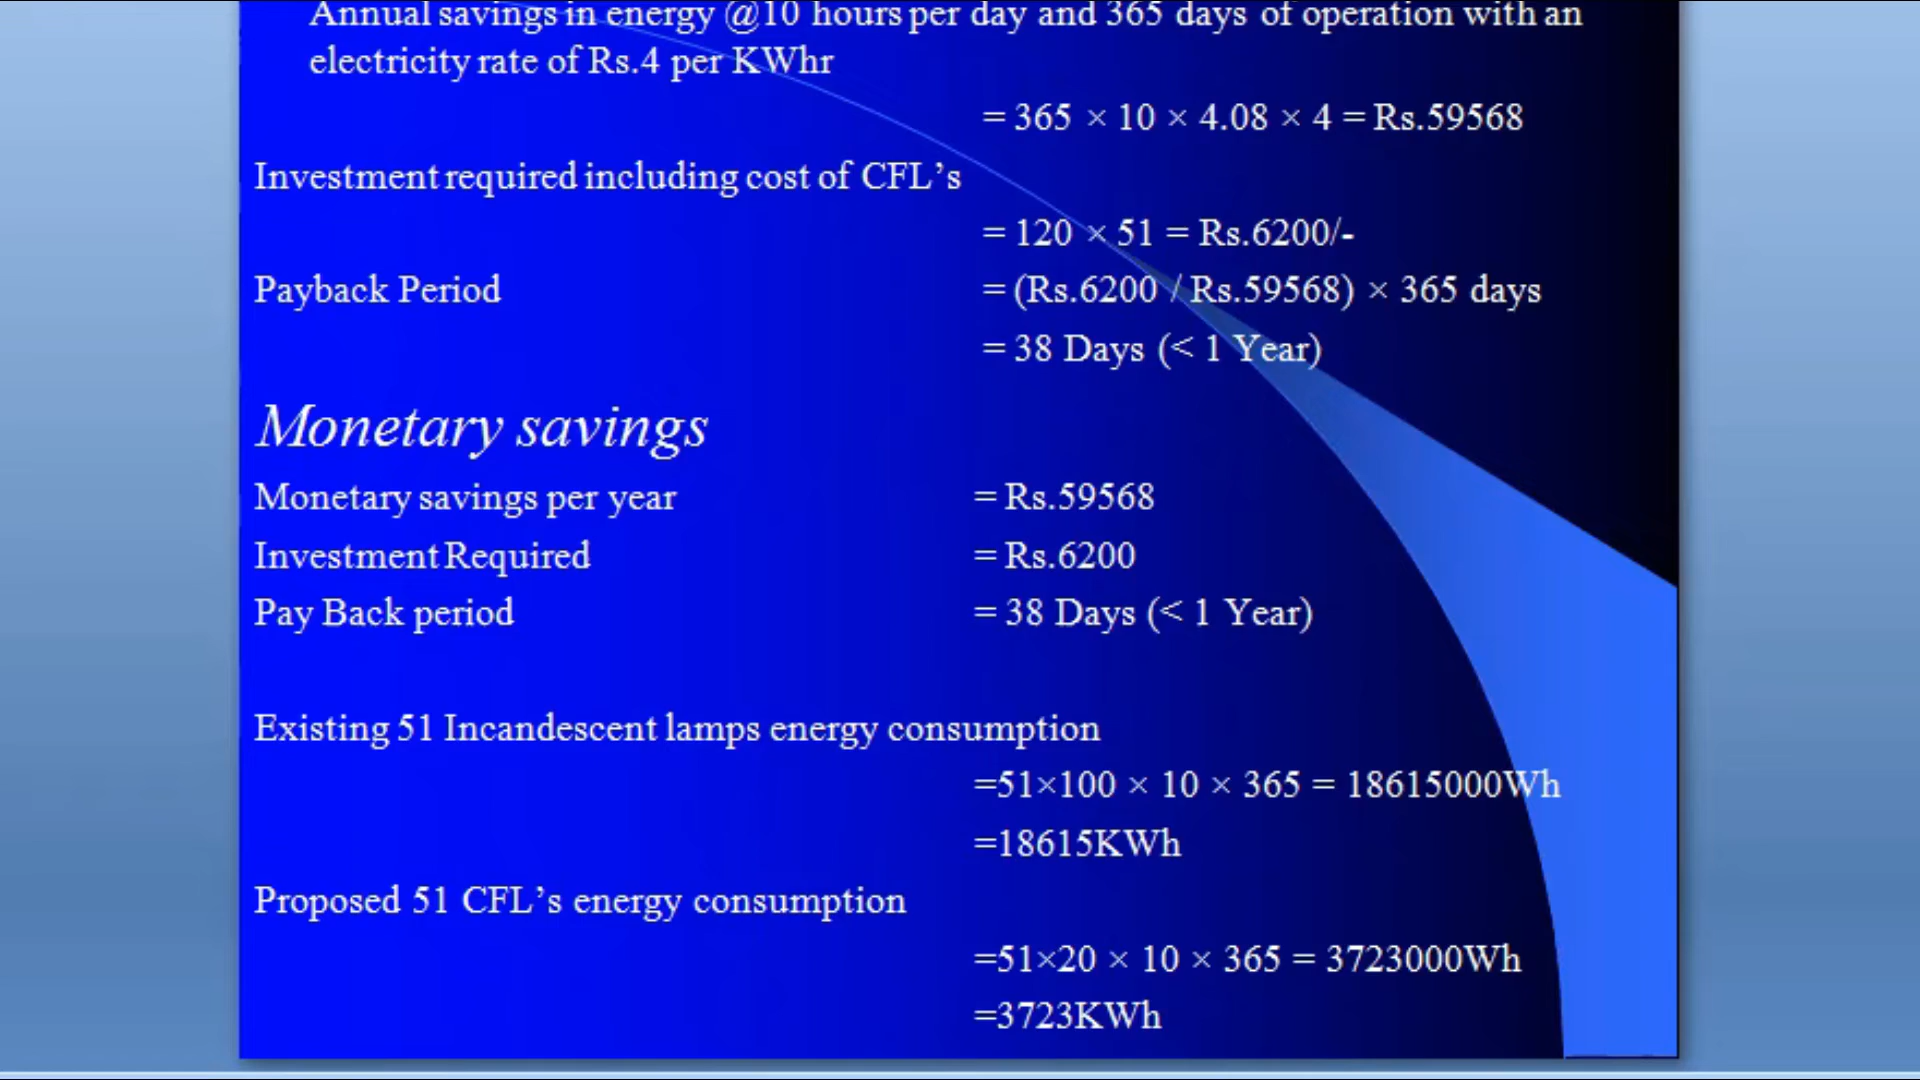 Annual savings in energy @10 hours per day and 365 days of operation with an
electricity rate of Rs.4 per KWhr
= 365 × 10 × 4.08 × 4 = Rs.59568
Investment required including cost of CFL’s
= 120 × 51 = Rs.6200/-
Payback Period = (Rs.6200 / Rs.59568) × 365 days
= 38 Days (< 1 Year)
Monetary savings
Monetary savings per year = Rs.59568
Investment Required = Rs.6200
Pay Back period = 38 Days (< 1 Year)
Existing 51 Incandescent lamps energy consumption
=51×100 × 10 × 365 = 18615000Wh
=18615KWh
Proposed 51 CFL’s energy consumption
=51×20 × 10 × 365 = 3723000Wh
=3723KWh